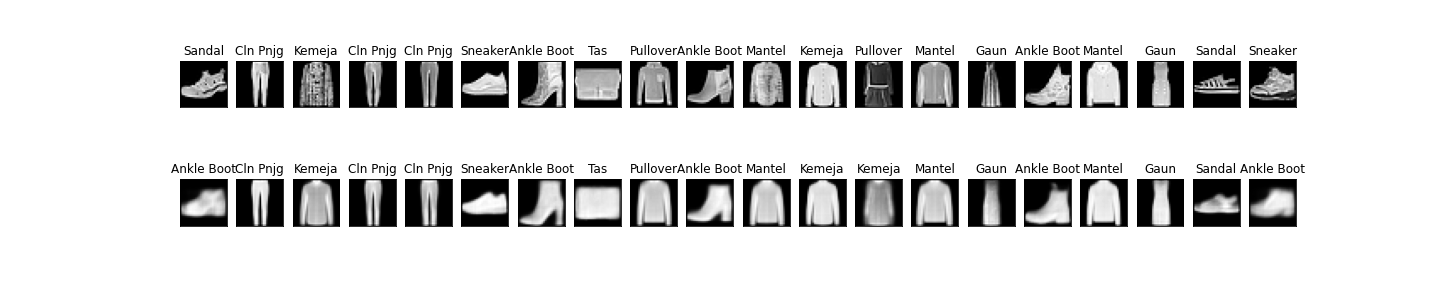 Sandal Cln Pnjg Kemeja Cln Pnjg Cln Pnjg Sneaker Ankle Boot Tas Pullover Ankle Boot Mantel Kemeja Pullover Mantel Gaun Ankle Boot Mantel Gaun Sandal Sneaker
Ankle Boot Cln Pnjg Kemeja Cln Pnjg Cln Pnjg Sneaker Ankle Boot Tas Pullover Ankle Boot Mantel Kemeja Kemeja Mantel Gaun Ankle Boot Mantel Gaun Sandal Ankle Boot